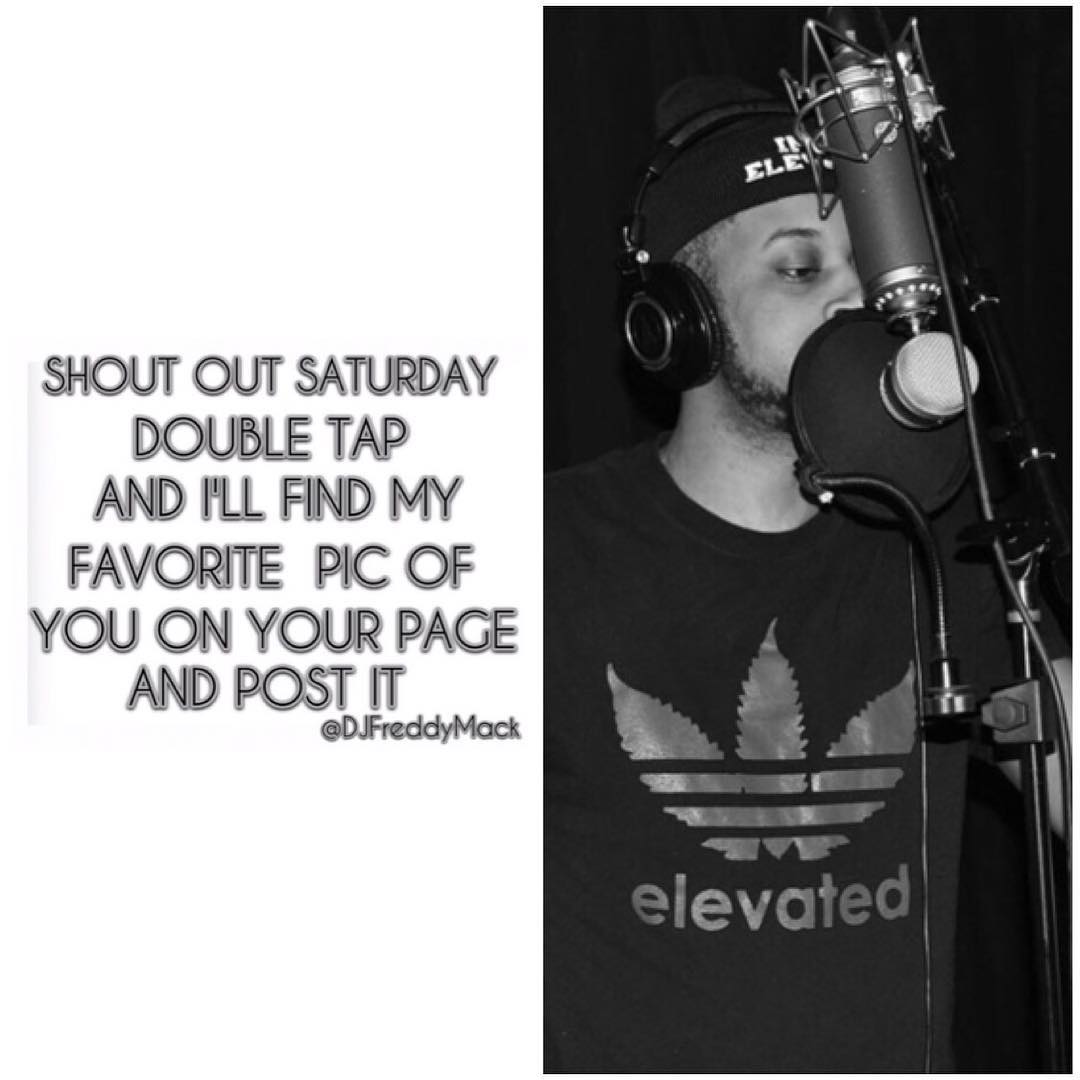 SHOUT OUT SATURDAY
DOUBLE TAP
AND I'LL FIND MY
FAVORITE PIC OF
YOU ON YOUR PAGE
AND POST IT
@DJFreddyMack
elevated